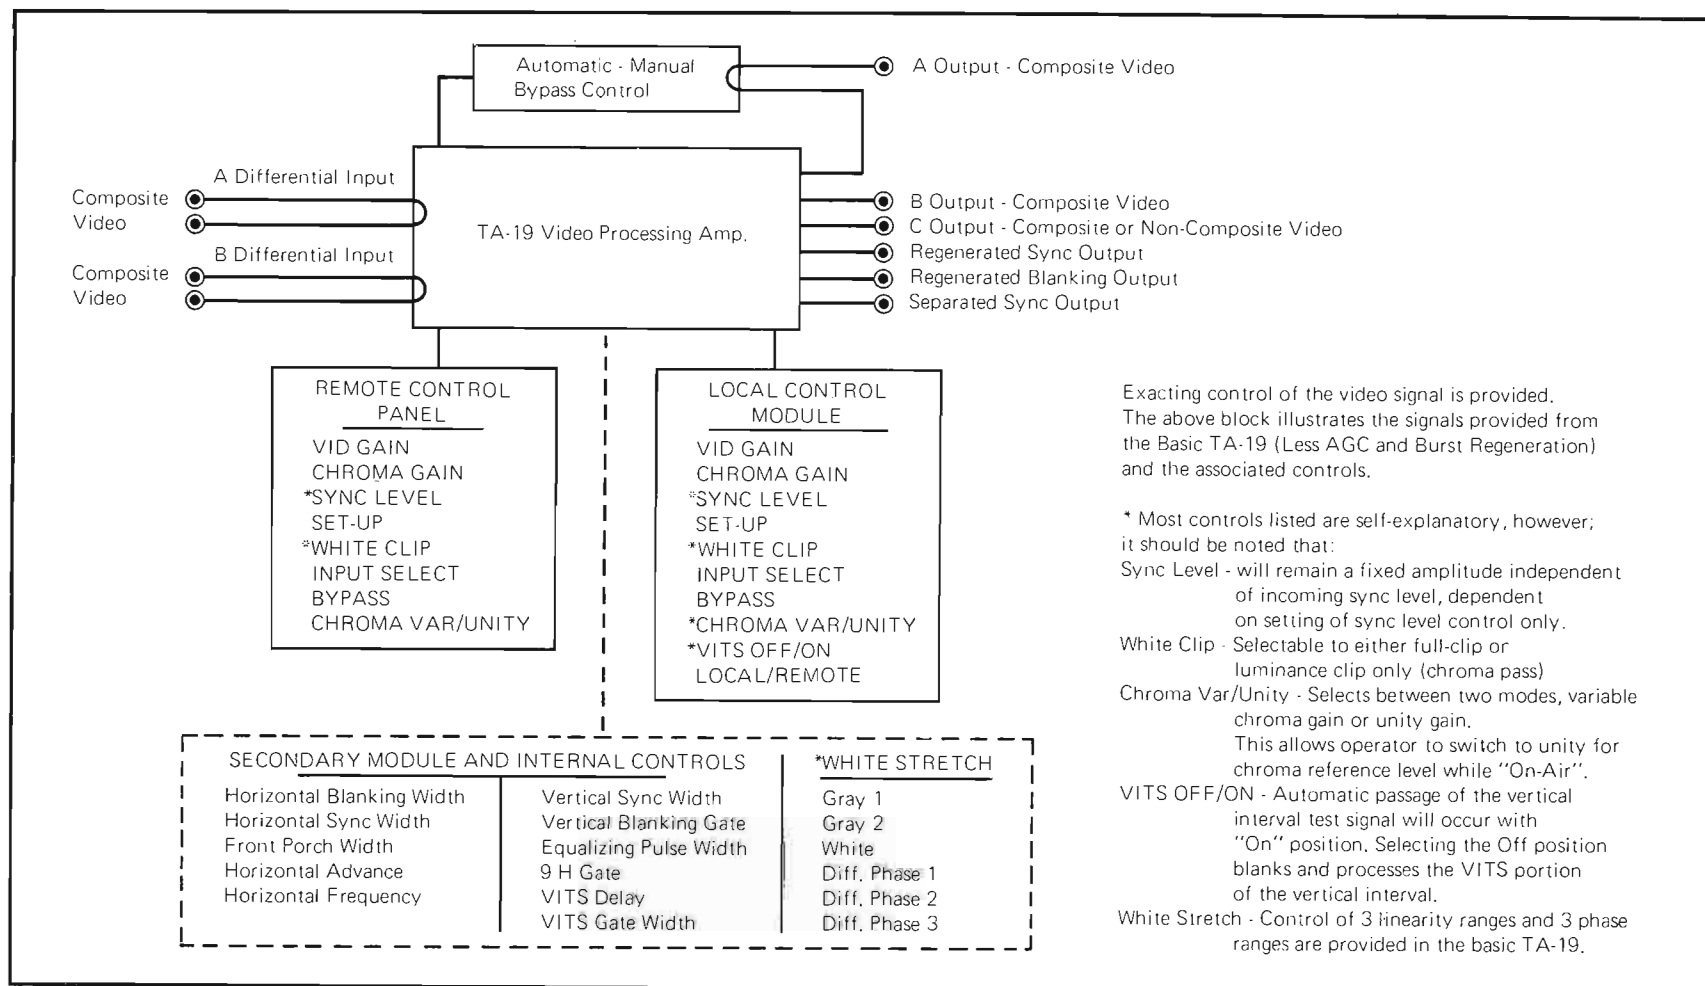 Automatic - Manual
Bypass Control
A Output - Composite Video
A Differential Input
Composite
Video
B Differential Input
Composite
Video
TA-19 Video Processing Amp.
B Output - Composite Video
C Output - Composite or Non-Composite Video
Regenerated Sync Output
Regenerated Blanking Output
Separated Sync Output
REMOTE CONTROL
PANEL
VID GAIN
CHROMA GAIN
*SYNC LEVEL
SET-UP
*WHITE CLIP
INPUT SELECT
BYPASS
CHROMA VAR/UNITY
LOCAL CONTROL
MODULE
VID GAIN
CHROMA GAIN
*SYNC LEVEL
SET-UP
*WHITE CLIP
INPUT SELECT
BYPASS
*CHROMA VAR/UNITY
*VITS OFF/ON
LOCAL/REMOTE
SECONDARY MODULE AND INTERNAL CONTROLS
Horizontal Blanking Width
Horizontal Sync Width
Front Porch Width
Horizontal Advance
Horizontal Frequency
Vertical Sync Width
Vertical Blanking Gate
Equalizing Pulse Width
9 H Gate
VITS Delay
VITS Gate Width
*WHITE STRETCH
Gray 1
Gray 2
White
Diff. Phase 1
Diff. Phase 2
Diff. Phase 3
Exacting control of the video signal is provided.
The above block illustrates the signals provided from
the Basic TA-19 (Less AGC and Burst Regeneration)
and the associated controls.
* Most controls listed are self-explanatory, however;
it should be noted that:
Sync Level - will remain a fixed amplitude independent
of incoming sync level, dependent
on setting of sync level control only.
White Clip - Selectable to either full-clip or
luminance clip only (chroma pass)
Chroma Var/Unity - Selects between two modes, variable
chroma gain or unity gain.
This allows operator to switch to unity for
chroma reference level while "On-Air".
VITS OFF/ON - Automatic passage of the vertical
interval test signal will occur with
"On" position. Selecting the Off position
blanks and processes the VITS portion
of the vertical interval.
White Stretch - Control of 3 linearity ranges and 3 phase
ranges are provided in the basic TA-19.